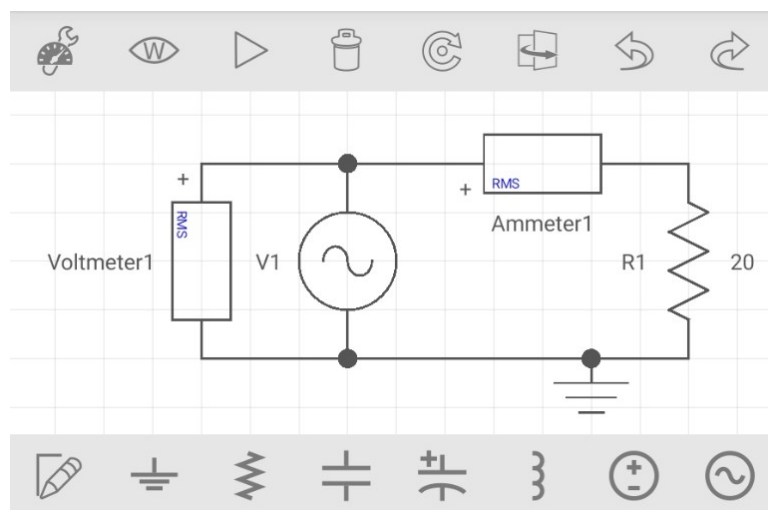 W
+
RMS
Voltmeter1
V1
+
RMS
Ammeter1
R1
20